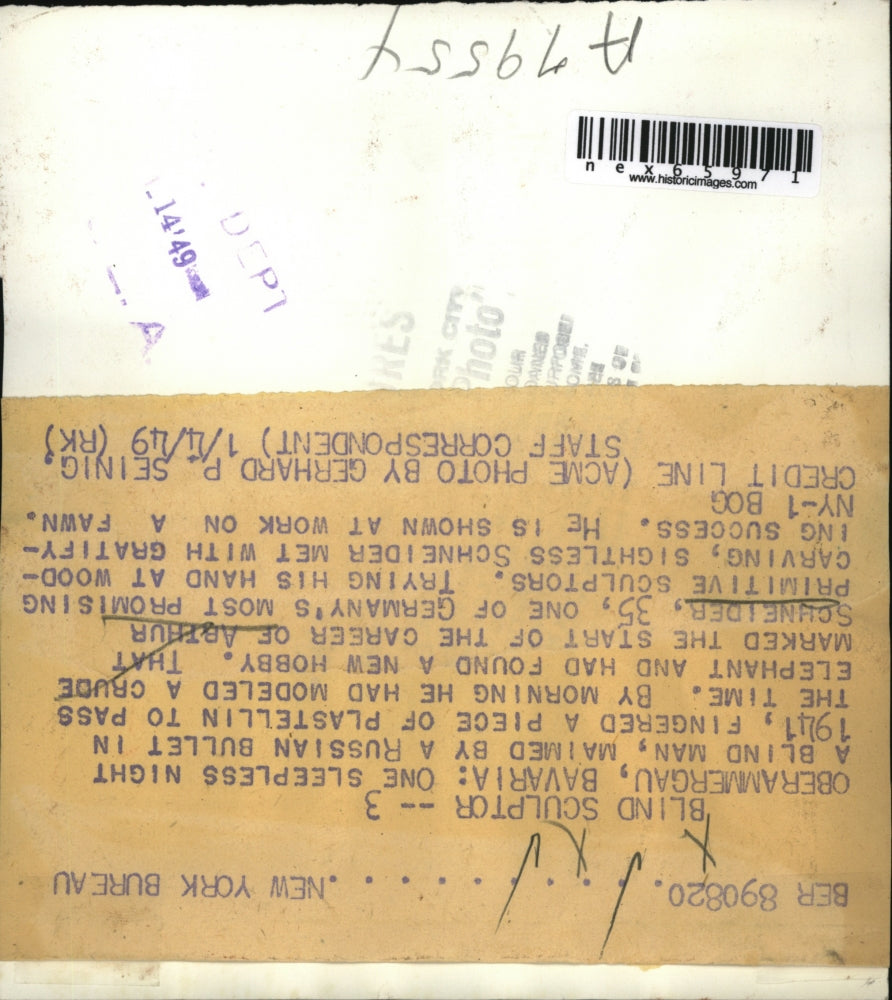 A 79554
nex65971
www.historicimages.com
14'49
DEPT
A
Photo"
BER 890820. . . . . . . . . . NEW YORK BUREAU
BLIND SCULPTOR -- 3
OBERAMMERGAU, BAVARIA: ONE SLEEPLESS NIGHT
A BLIND MAN, MAIMED BY A RUSSIAN BULLET IN
1941, FINGERED A PIECE OF PLASTELLIN TO PASS
THE TIME. BY MORNING HE HAD MODELED A CRUDE
ELEPHANT AND HAD FOUND A NEW HOBBY. THAT
MARKED THE START OF THE CAREER OF ARTHUR
SCHNEIDER, 35, ONE OF GERMANY'S MOST PROMISING
PRIMITIVE SCULPTORS. TRYING HIS HAND AT WOOD-
CARVING, SIGHTLESS SCHNEIDER MET WITH GRATIFY-
ING SUCCESS. HE IS SHOWN AT WORK ON A FAWN.
NY-1 BCG
CREDIT LINE (ACME PHOTO BY GERHARD P. SEINIG,
STAFF CORRESPONDENT) 1/4/49 (RK)